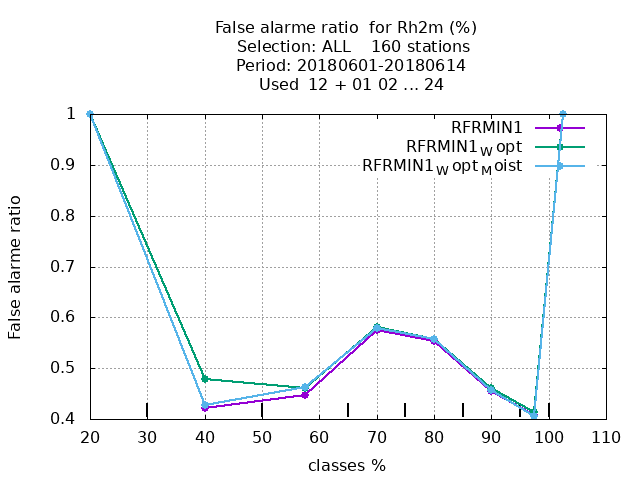 False alarme ratio  for Rh2m (%)
Selection: ALL    160 stations
Period: 20180601-20180614
Used  12 + 01 02 ... 24
1
0.9
0.8
0.7
0.6
0.5
0.4
False alarme ratio
RFRMIN1
RFRMIN1Wopt
RFRMIN1WoptMoist
20 30 40 50 60 70 80 90 100 110
classes %